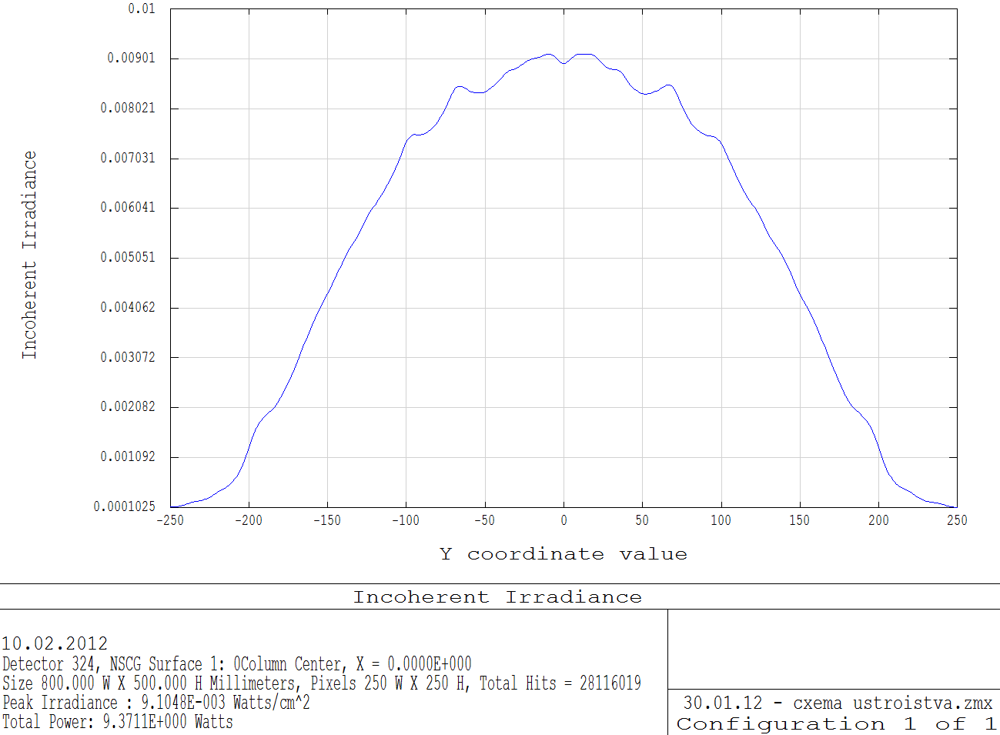 0.01
0.00901
0.008021
0.007031
0.006041
0.005051
0.004062
0.003072
0.002082
0.001092
0.0001025
Incoherent Irradiance
-250 -200 -150 -100 -50 0 50 100 150 200 250
Y coordinate value
Incoherent Irradiance
10.02.2012
Detector 324, NSCG Surface 1: 0Column Center, X = 0.0000E+000
Size 800.000 W X 500.000 H Millimeters, Pixels 250 W X 250 H, Total Hits = 28116019
Peak Irradiance : 9.1048E-003 Watts/cm^2
Total Power: 9.3711E+000 Watts
30.01.12 - cxema ustroistva.zmx
Configuration 1 of 1